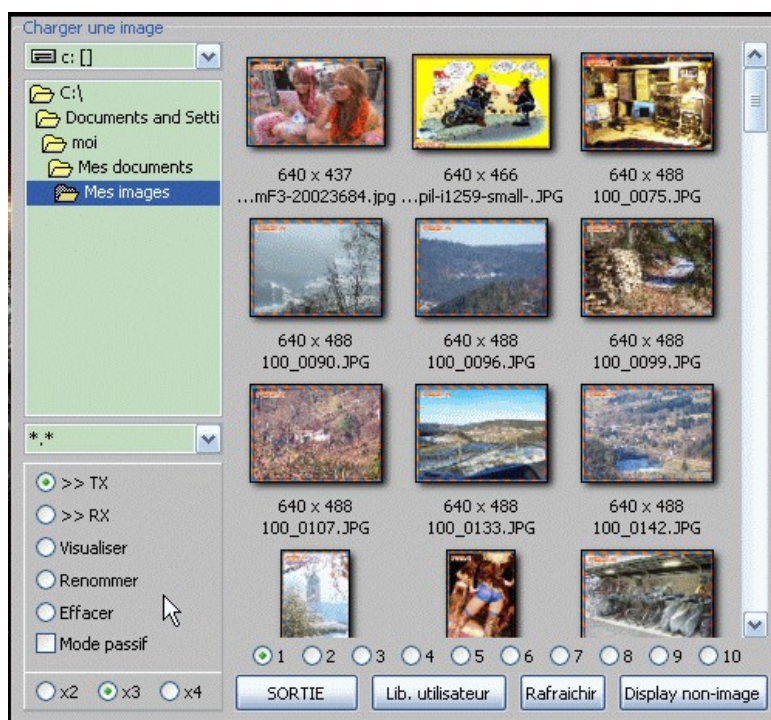 Charger une image
c: []
C:\
Documents and Setti
moi
Mes documents
Mes images
*.*
>> TX
>> RX
Visualiser
Renommer
Effacer
Mode passif
x2 x3 x4
640 x 437
...mF3-20023684.jpg
640 x 466
...pil-i1259-small-.JPG
640 x 488
100_0075.JPG
640 x 488
100_0090.JPG
640 x 488
100_0096.JPG
640 x 488
100_0099.JPG
640 x 488
100_0107.JPG
640 x 488
100_0133.JPG
640 x 488
100_0142.JPG
1 2 3 4 5 6 7 8 9 10
SORTIE
Lib. utilisateur
Rafraichir
Display non-image